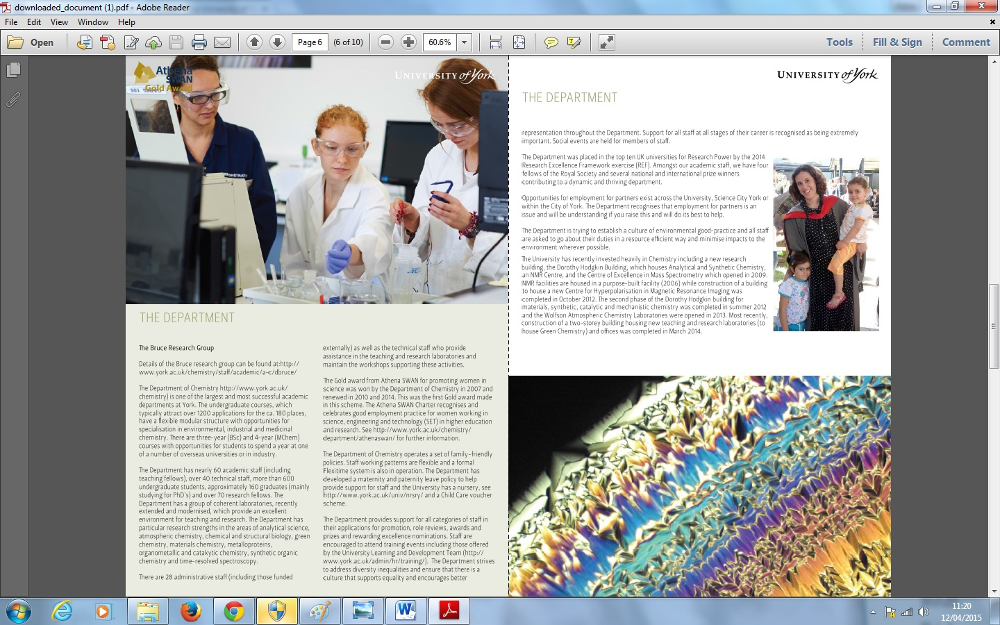 downloaded_document (1).pdf - Adobe Reader
File Edit View Window Help
Open
Page 6
(6 of 10)
60.6%
Tools
Fill & Sign
Comment
Athena
SWAN
Gold Award
UNIVERSITY of York
THE DEPARTMENT
The Bruce Research Group
Details of the Bruce research group can be found at:http://
www.york.ac.uk/chemistry/staff/academic/a-c/dbruce/
The Department of Chemistry http://www.york.ac.uk/
chemistry) is one of the largest and most successful academic
departments at York. The undergraduate courses, which
typically attract over 1200 applications for the ca. 180 places,
have a flexible modular structure with opportunities for
specialisation in environmental, industrial and medicinal
chemistry. There are three-year (BSc) and 4-year (MChem)
courses with opportunities for students to spend a year at one
of a number of overseas universities or in industry.
The Department has nearly 60 academic staff (including
teaching fellows), over 40 technical staff, more than 600
undergraduate students, approximately 160 graduates (mainly
studying for PhD's) and over 70 research fellows. The
Department has a group of coherent laboratories, recently
extended and modernised, which provide an excellent
environment for teaching and research. The Department has
particular research strengths in the areas of analytical science,
atmospheric chemistry, chemical and structural biology, green
chemistry, materials chemistry, metalloproteins,
organometallic and catakytic chemistry, synthetic organic
chemistry and time-resolved spectroscopy.
There are 28 administrative staff (including those funded
externally) as well as the technical staff who provide
assistance in the teaching and research laboratories and
maintain the workshops supporting these activities.
The Gold award from Athena SWAN for promoting women in
science was won by the Department of Chemistry in 2007 and
renewed in 2010 and 2014. This was the first Gold award made
in this scheme. The Athena SWAN Charter recognises and
celebrates good employment practice for women working in
science, engineering and technology (SET) in higher education
and research. See http://www.york.ac.uk/chemistry/
department/athenaswan/ for further information.
The Department of Chemistry operates a set of family-friendly
policies. Staff working patterns are flexible and a formal
Flexitime system is also in operation. The Department has
developed a maternity and paternity leave policy to help
provide support for staff and the University has a nursery, see
http://www.york.ac.uk/univ/nrsry/ and a Child Care voucher
scheme.
The Department provides support for all categories of staff in
their applications for promotion, role reviews, awards and
prizes and rewarding excellence nominations. Staff are
encouraged to attend training events including those offered
by the University Learning and Development Team (http://
www.york.ac.uk/admin/hr/training/). The Department strives
to address diversity inequalities and ensure that there is a
culture that supports equality and encourages better
UNIVERSITY of York
THE DEPARTMENT
representation throughout the Department. Support for all staff at all stages of their career is recognised as being extremely
important. Social events are held for members of staff.
The Department was placed in the top ten UK universities for Research Power by the 2014
Research Excellence Framework exercise (REF). Amongst our academic staff, we have four
fellows of the Royal Society and several national and international prize winners
contributing to a dynamic and thriving department.
Opportunities for employment for partners exist across the University, Science City York or
within the City of York. The Department recognises that employment for partners is an
issue and will be understanding if you raise this and will do its best to help.
The Department is trying to establish a culture of environmental good-practice and all staff
are asked to go about their duties in a resource efficient way and minimise impacts to the
environment wherever possible.
The University has recently invested heavily in Chemistry including a new research
building, the Dorothy Hodgkin Building, which houses Analytical and Synthetic Chemistry,
an NMR Centre, and the Centre of Excellence in Mass Spectrometry which opened in 2009.
NMR facilities are housed in a purpose-built facility (2006) while construction of a building
to house a new Centre for Hyperpolarisation in Magnetic Resonance Imaging was
completed in October 2012. The second phase of the Dorothy Hodgkin building for
materials, synthetic, catalytic and mechanistic chemistry was completed in summer 2012
and the Wolfson Atmospheric Chemistry Laboratories were opened in 2013. Most recently,
construction of a two-storey building housing new teaching and research laboratories (to
house Green Chemistry) and offices was completed in March 2014.
11:20
12/04/2015